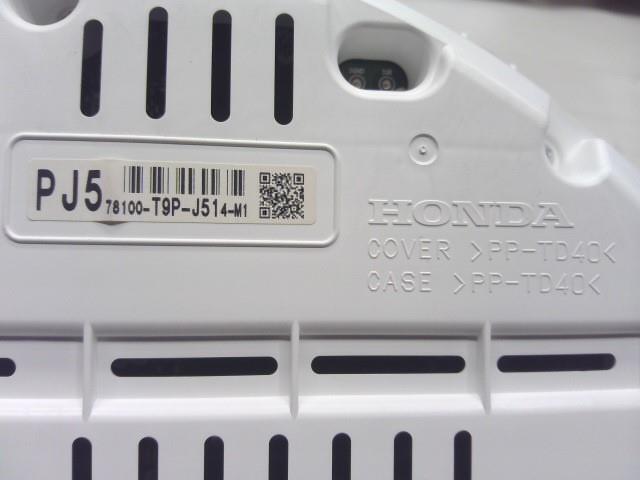 PJ5
78100-T9P-J514-M1
HONDA
COVER >PP-TD40<
CASE >PP-TD40<